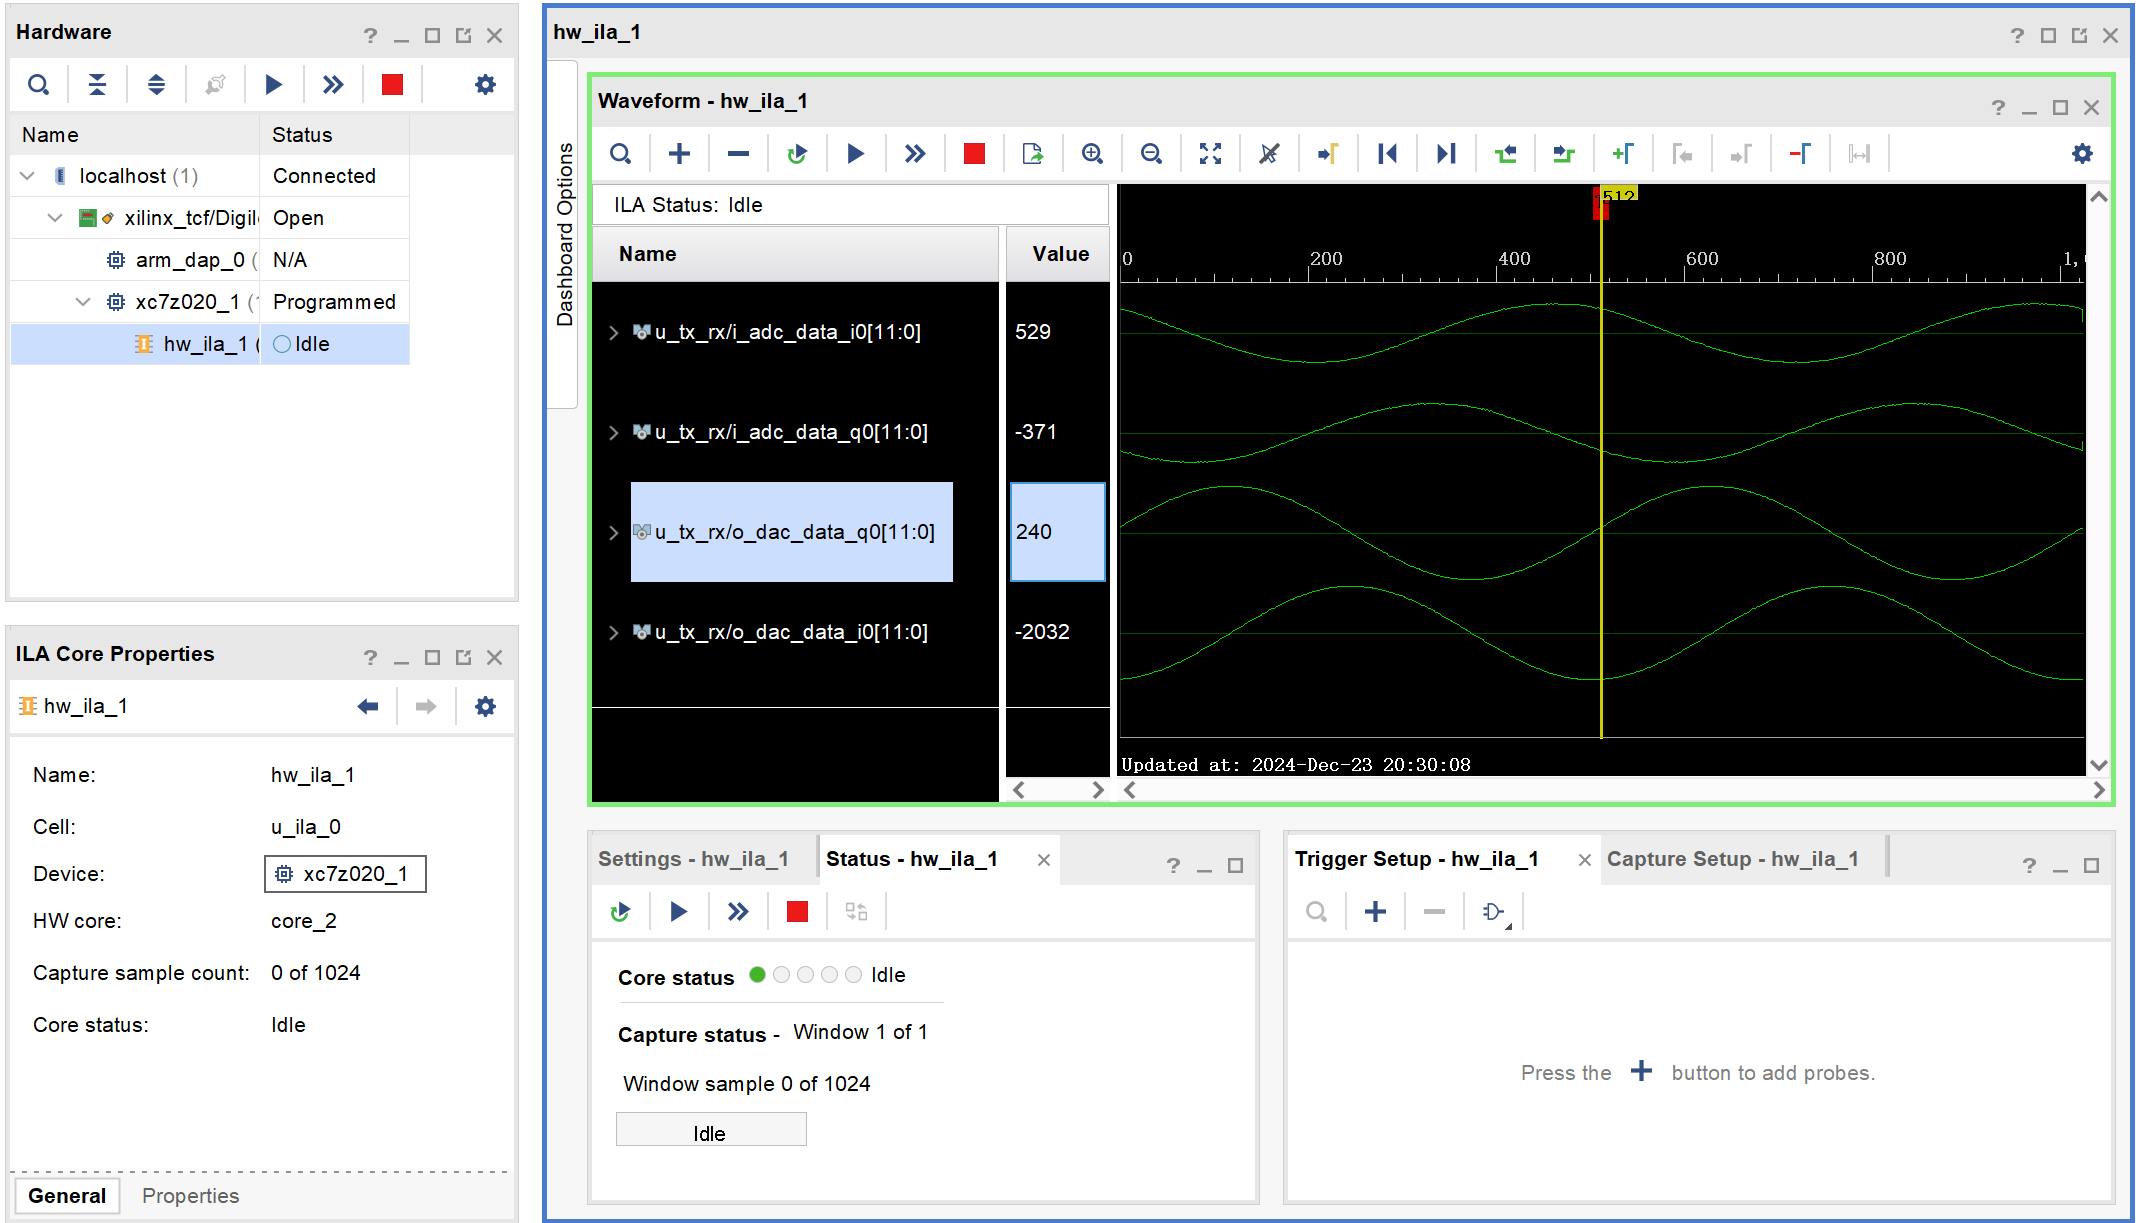 Hardware
Name Status
localhost (1) Connected
xilinx_tcf/Digil Open
arm_dap_0 ( N/A
xc7z020_1 (1 Programmed
hw_ila_1 ( Idle
ILA Core Properties
hw_ila_1
Name: hw_ila_1
Cell: u_ila_0
Device: xc7z020_1
HW core: core_2
Capture sample count: 0 of 1024
Core status: Idle
General Properties
hw_ila_1
Dashboard Options
Waveform - hw_ila_1
ILA Status: Idle
Name Value
u_tx_rx/i_adc_data_i0[11:0] 529
u_tx_rx/i_adc_data_q0[11:0] -371
u_tx_rx/o_dac_data_q0[11:0] 240
u_tx_rx/o_dac_data_i0[11:0] -2032
512
0 200 400 600 800 1,
Updated at: 2024-Dec-23 20:30:08
Settings - hw_ila_1 Status - hw_ila_1
Core status Idle
Capture status - Window 1 of 1
Window sample 0 of 1024
Idle
Trigger Setup - hw_ila_1 Capture Setup - hw_ila_1
Press the + button to add probes.